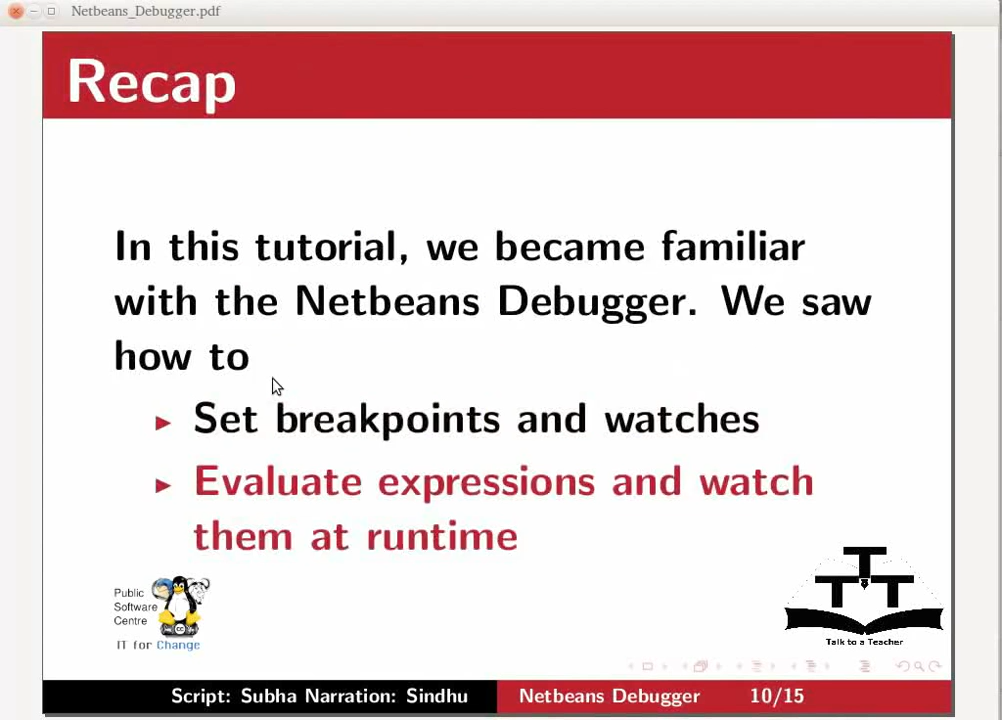 Netbeans_Debugger.pdf
Recap
In this tutorial, we became familiar
with the Netbeans Debugger. We saw
how to
Set breakpoints and watches
Evaluate expressions and watch
them at runtime
Public
Software
Centre
IT for Change
TTT
Talk to a Teacher
Script: Subha Narration: Sindhu
Netbeans Debugger
10/15